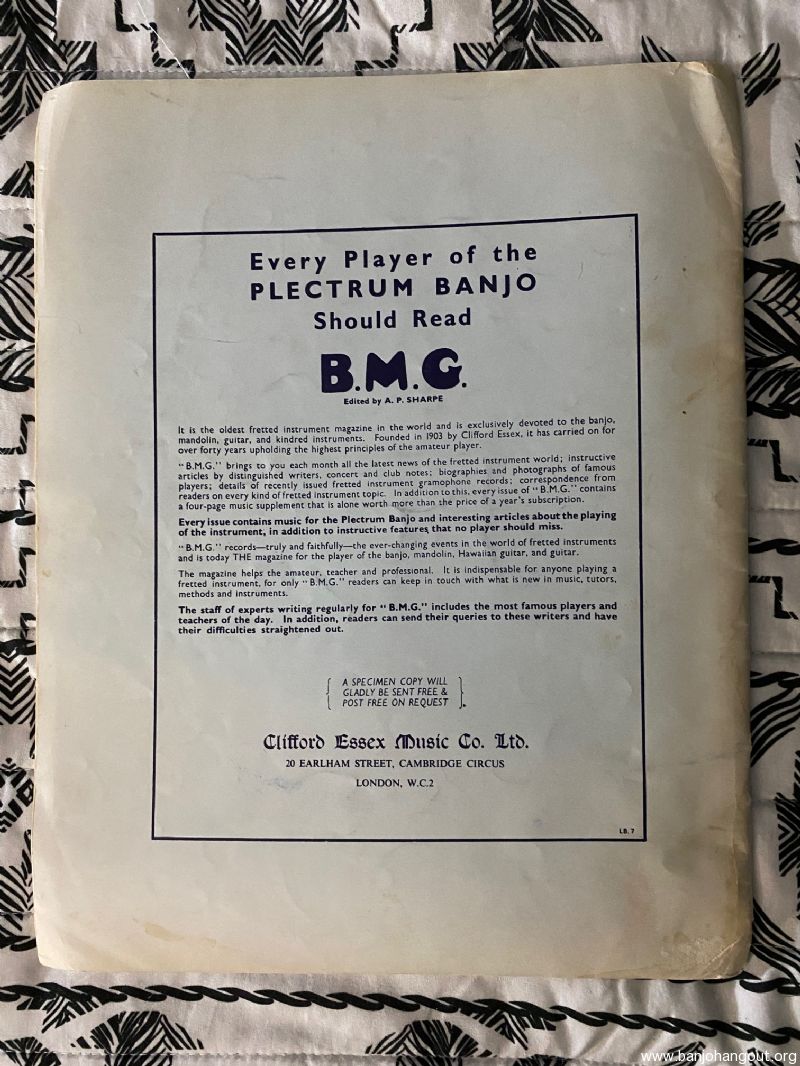 Every Player of the
PLECTRUM BANJO
Should Read
B.M.G.
Edited by A. P. SHARPE
It is the oldest fretted instrument magazine in the world and is exclusively devoted to the banjo,
mandolin, guitar, and kindred instruments. Founded in 1903 by Clifford Essex, it has carried on for
over forty years upholding the highest principles of the amateur player.
"B.M.G." brings to you each month all the latest news of the fretted instrument world; instructive
articles by distinguished writers, concert and club notes; biographies and photographs of famous
players; details of recently issued fretted instrument gramophone records; correspondence from
readers on every kind of fretted instrument topic. In addition to this, every issue of "B.M.G." contains
a four-page music supplement that is alone worth more than the price of a year's subscription.
Every issue contains music for the Plectrum Banjo and interesting articles about the playing
of the instrument, in addition to instructive features that no player should miss.
"B.M.G." records—truly and faithfully—the ever-changing events in the world of fretted instruments
and is today THE magazine for the player of the banjo, mandolin, Hawaiian guitar, and guitar.
The magazine helps the amateur, teacher and professional. It is indispensable for anyone playing a
fretted instrument, for only "B.M.G." readers can keep in touch with what is new in music, tutors,
methods and instruments.
The staff of experts writing regularly for "B.M.G." includes the most famous players and
teachers of the day. In addition, readers can send their queries to these writers and have
their difficulties straightened out.
A SPECIMEN COPY WILL
GLADLY BE SENT FREE &
POST FREE ON REQUEST
Clifford Essex Music Co. Ltd.
20 EARLHAM STREET, CAMBRIDGE CIRCUS
LONDON, W.C.2
LB. 7
www.banjohangout.org